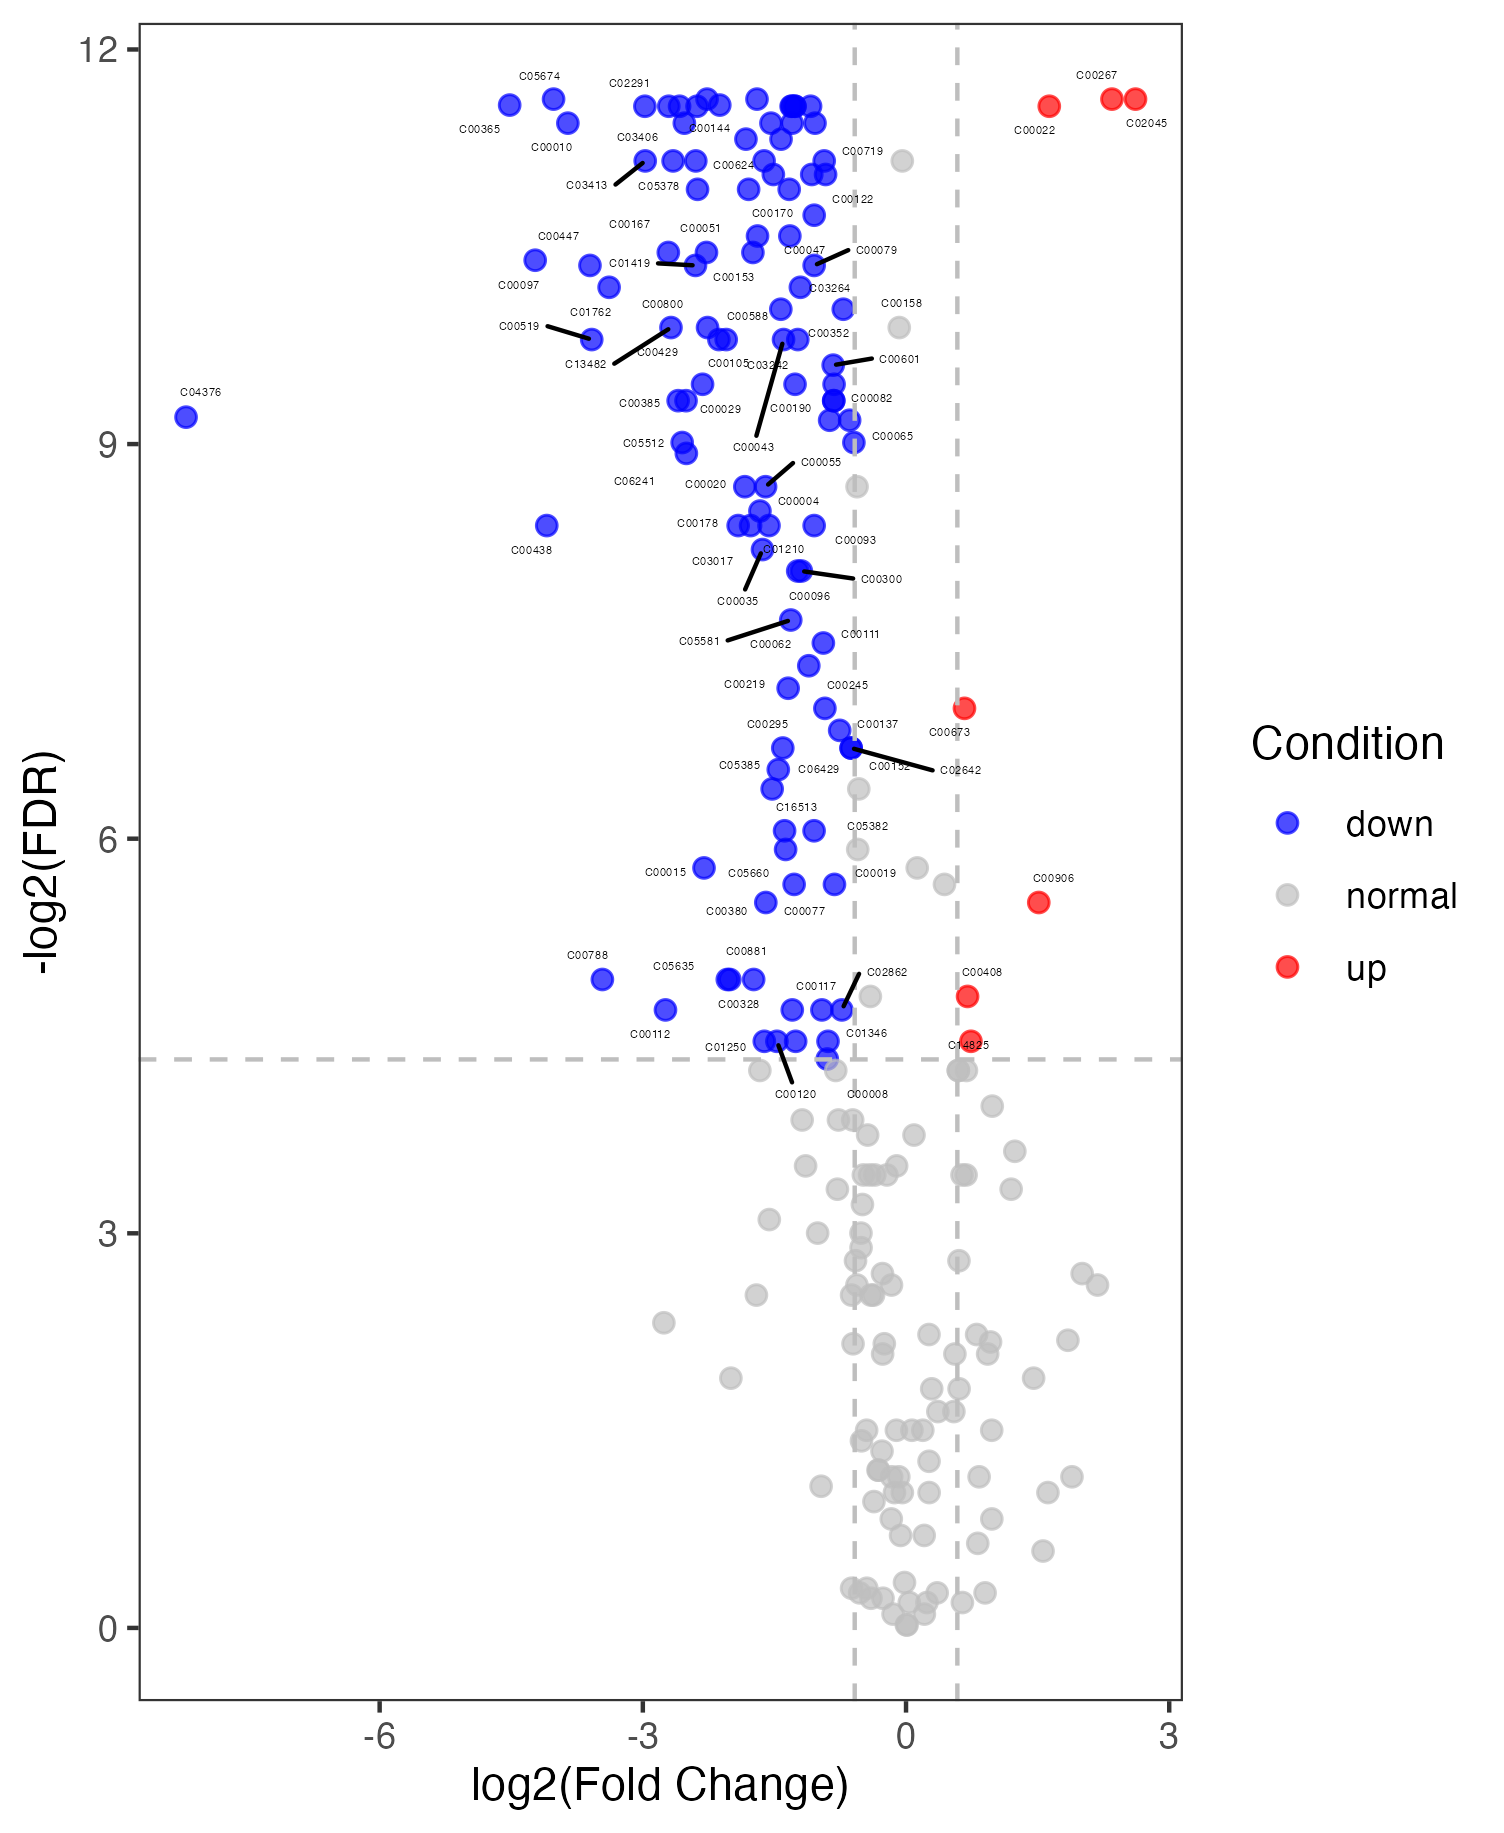 12
C05674
C02291
C00267
C00365
C00144
C00022
C02045
C00010
C03406
C00719
C00624
C03413
C05378
C00122
C00170
C00167
C00051
C00447
C00047
C00079
C01419
C00153
C00097
C03264
C00800
C00158
C01762
C00588
C00519
C00352
C00429
C00601
C13482
C00105
C03242
C04376
C00082
C00385
C00029
C00190
9
C05512
C00065
C00043
C00055
C06241
C00020
C00004
C00178
C00093
C00438
C01210
C03017
C00300
C00035
C00096
C05581
C00062
C00111
C00219
C00245
C00295
C00137
C00673
Condition
C05385
C06429
C00152
C02642
C16513
down
6
C05382
C00015
C05660
C00019
C00906
normal
C00380
C00077
-log2(FDR)
C00788
C05635
C00881
C02862
C00408
up
C00328
C00117
C00112
C01250
C01346
C14825
C00120
C00008
3
0
-6
-3
0
3
log2(Fold Change)